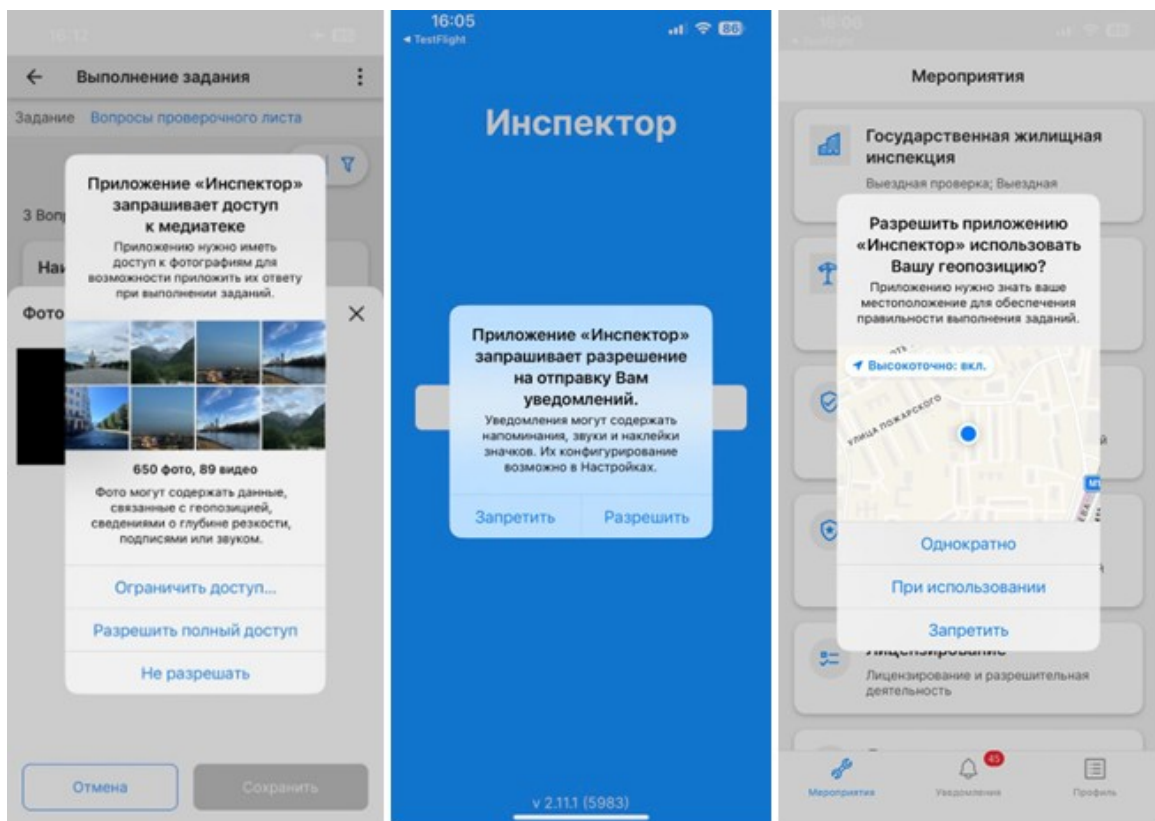 16:12
Выполнение задания
Задание Вопросы проверочного листа
3 Воп
Наи
Фото
Приложение «Инспектор»
запрашивает доступ
к медиатеке
Приложению нужно иметь
доступ к фотографиям для
возможности приложить их ответу
при выполнении заданий.
650 фото, 89 видео
Фото могут содержать данные,
связанные с геопозицией,
сведениями о глубине резкости,
подписями или звуком.
Ограничить доступ...
Разрешить полный доступ
Не разрешать
Отмена
Сохранить
16:05
86
◄ TestFlight
Инспектор
Приложение «Инспектор»
запрашивает разрешение
на отправку Вам
уведомлений.
Уведомления могут содержать
напоминания, звуки и наклейки
значков. Их конфигурирование
возможно в Настройках.
Запретить Разрешить
v 2.11.1 (5983)
Мероприятия
Государственная жилищная
инспекция
Выездная проверка; Выездная
Разрешить приложению
«Инспектор» использовать
Вашу геопозицию?
Приложению нужно знать ваше
местоположение для обеспечения
правильности выполнения заданий.
Высокоточно: вкл.
УЛИЦА ПОЖАРСКОГО
Однократно
При использовании
Запретить
Лицензирование
Лицензирование и разрешительная
деятельность
45
Мероприятия Уведомления Профиль